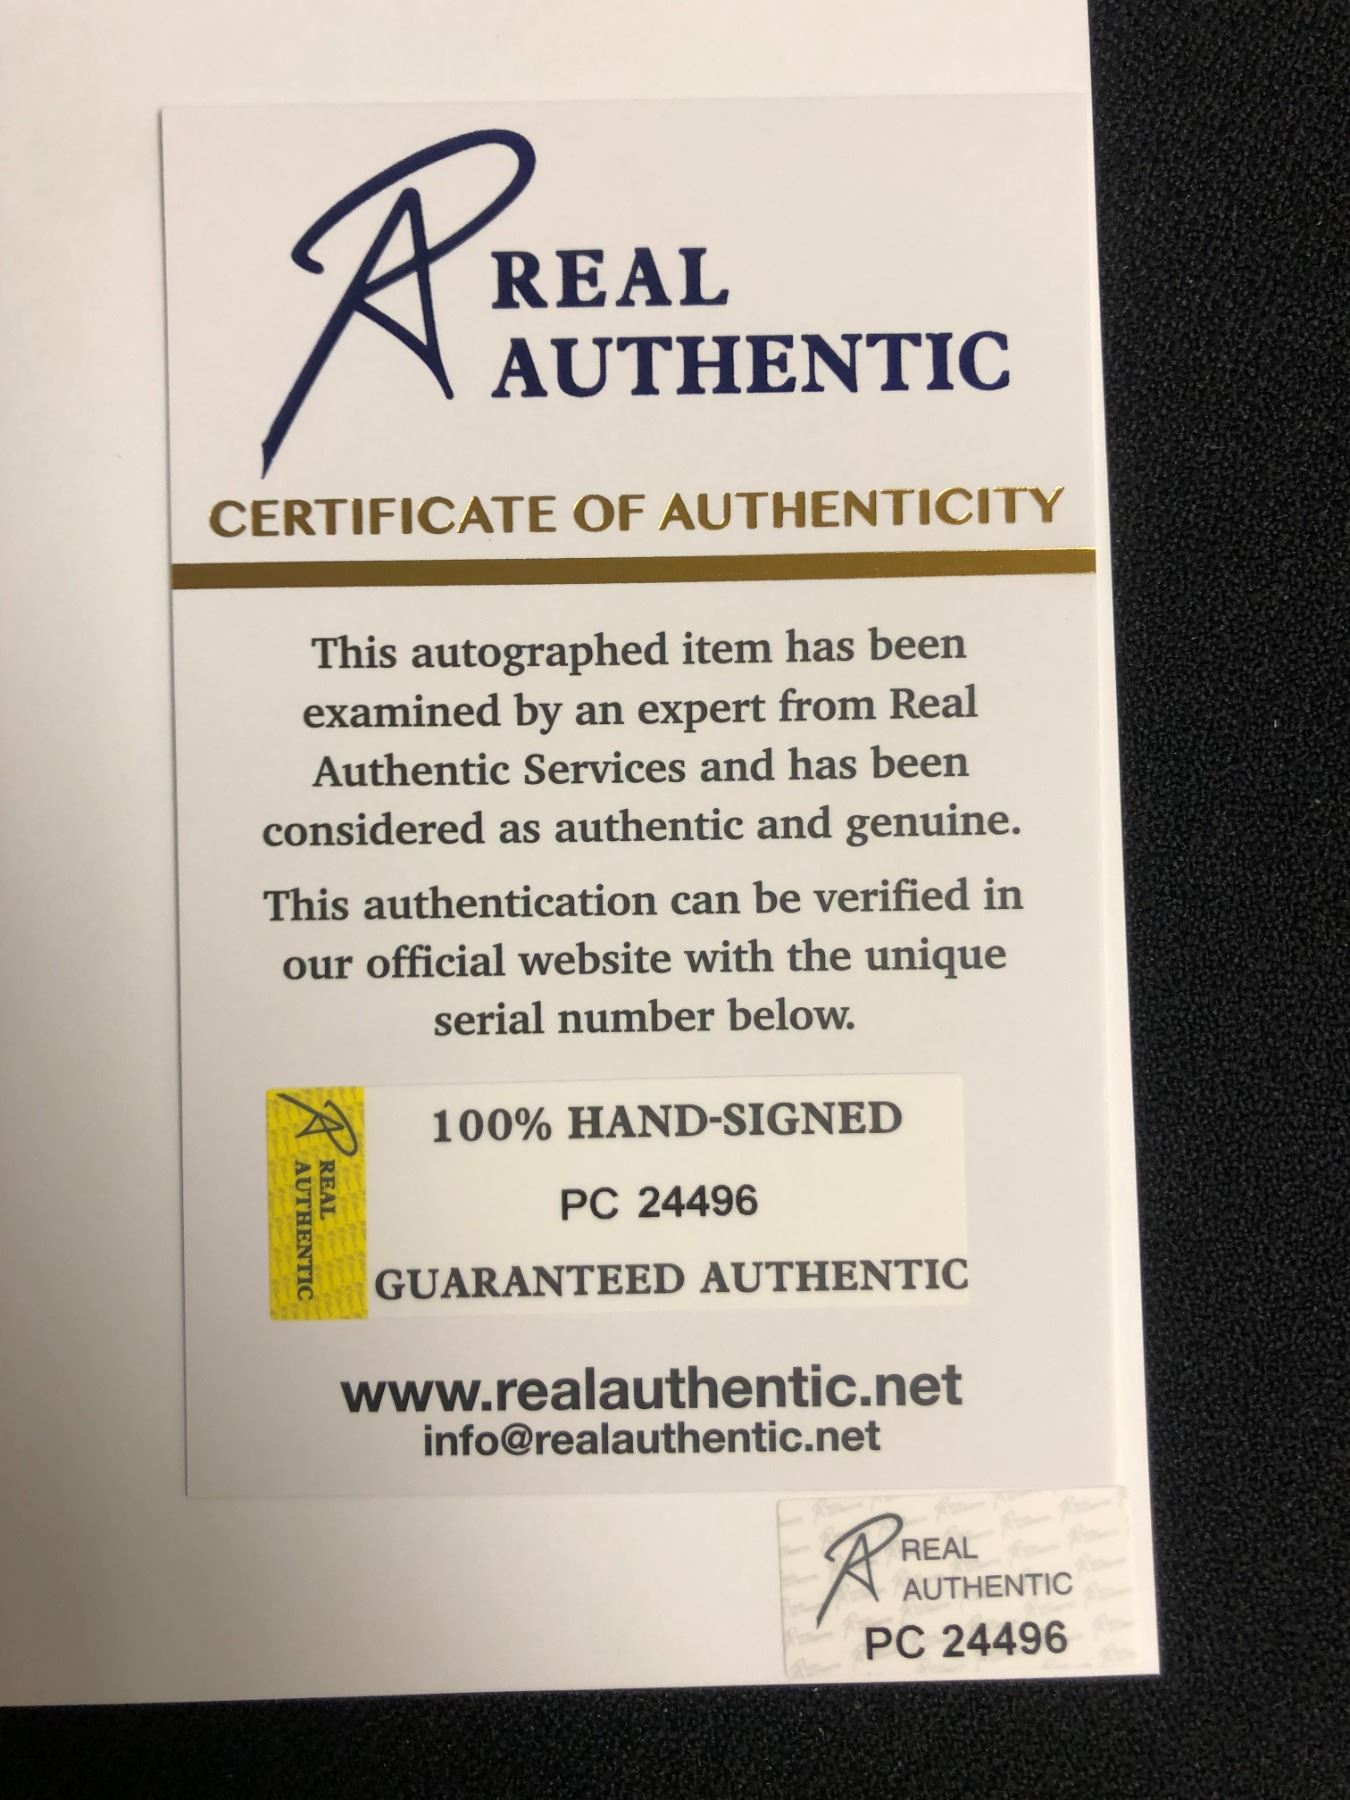 REAL
AUTHENTIC
CERTIFICATE OF AUTHENTICITY
This autographed item has been
examined by an expert from Real
Authentic Services and has been
considered as authentic and genuine.
This authentication can be verified in
our official website with the unique
serial number below.
REAL
AUTHENTIC
100% HAND-SIGNED
PC 24496
GUARANTEED AUTHENTIC
www.realauthentic.net
info@realauthentic.net
REAL
AUTHENTIC
PC 24496